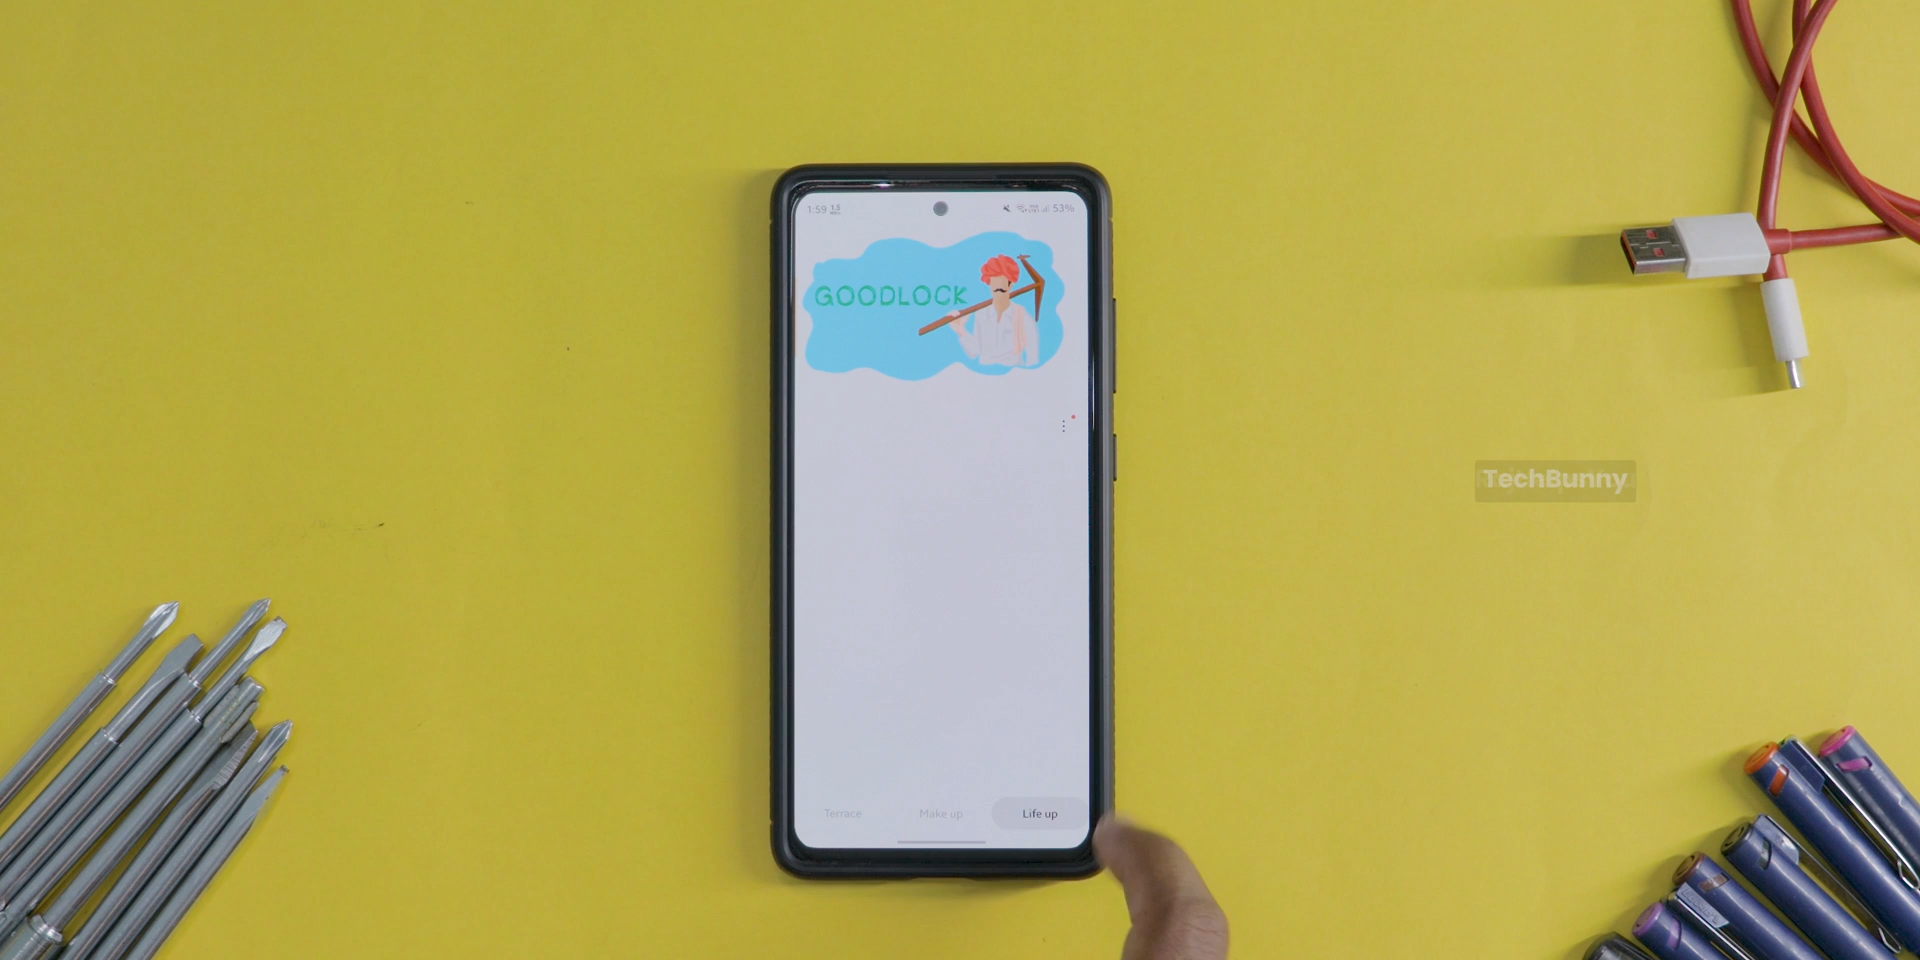 1:59
53%
GOODLOCK
TechBunny
Terrace
Make up
Life up